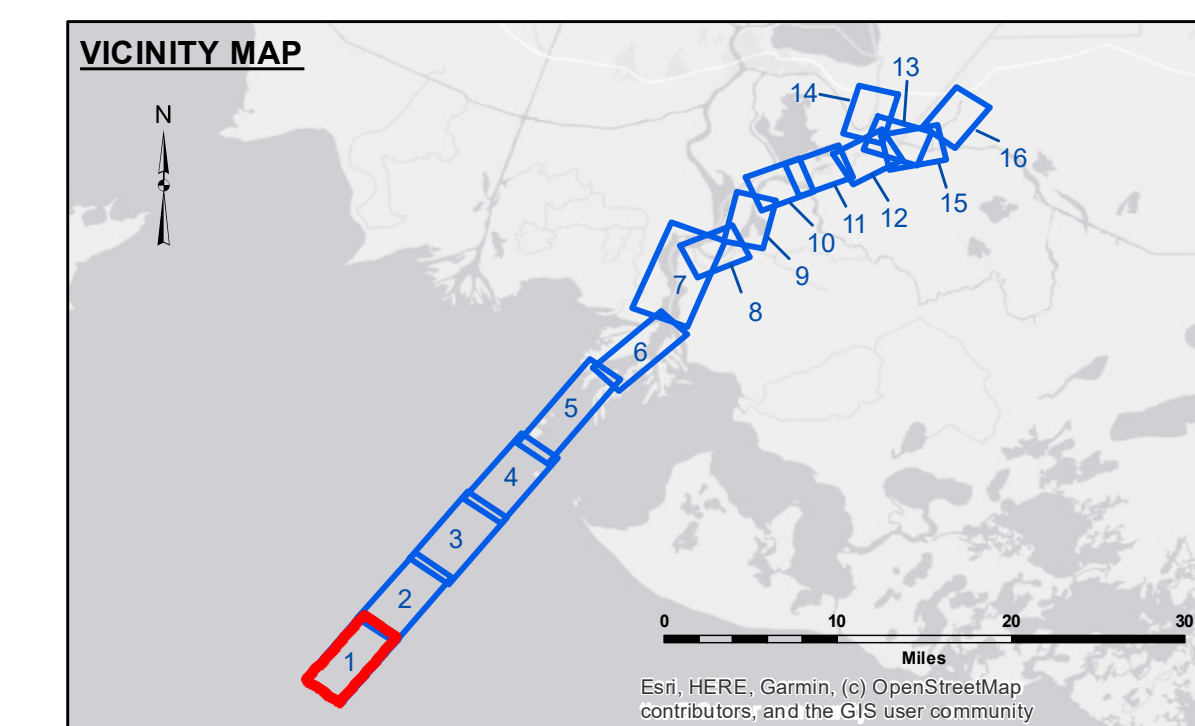 VICINITY MAP
N
13
14
16
15
12
11
10
9
8
7
6
5
4
3
2
1
0 10 20 30
Miles
Esri, HERE, Garmin, (c) OpenStreetMap
contributors, and the GIS user community